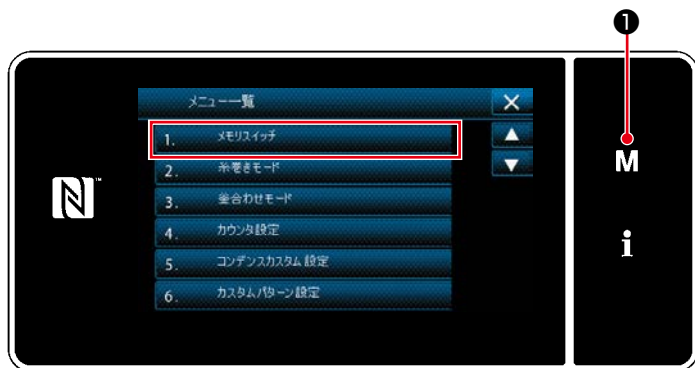 ❶
メニュー一覧
1. メモリスイッチ
2. 糸巻きモード
3. 釜合わせモード
4. カウンタ設定
5. コンデンスカスタム設定
6. カスタムパターン設定
M
i
N
™